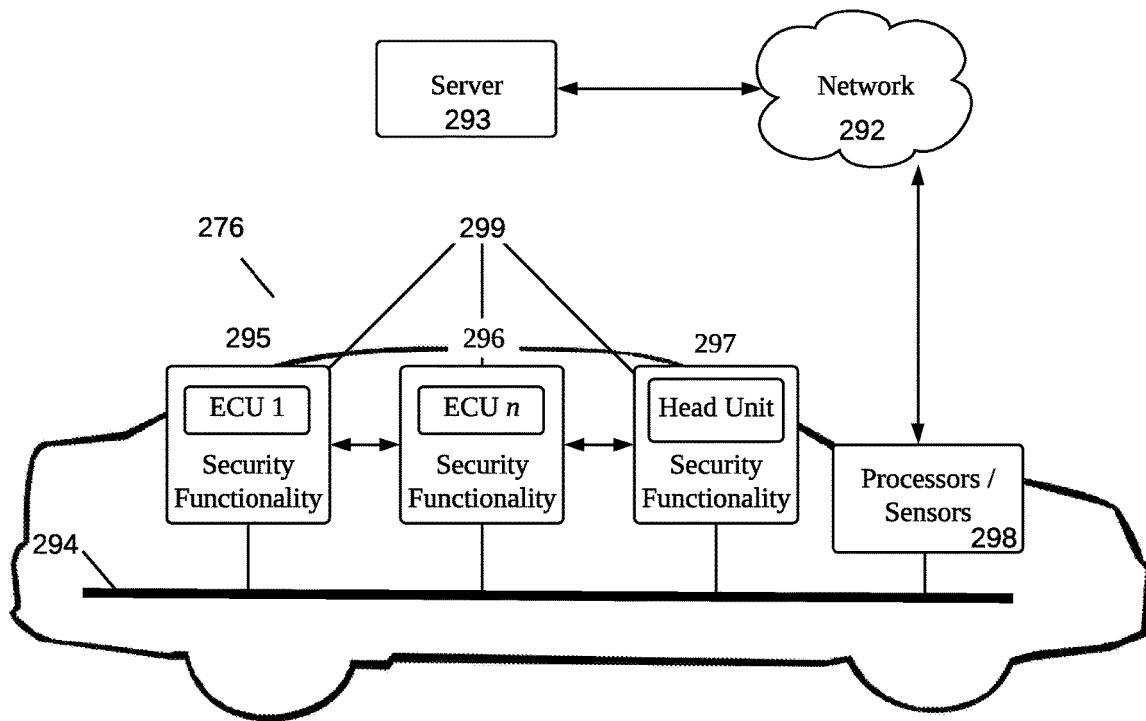 Server
293
Network
292
276
299
295
296
297
ECU 1
Security
Functionality
ECU n
Security
Functionality
Head Unit
Security
Functionality
Processors /
Sensors
298
294